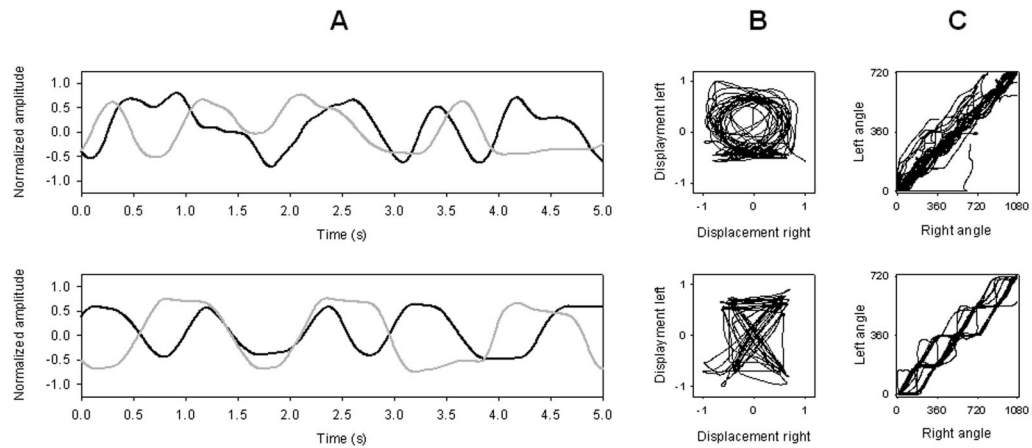 A B C
Normalized amplitude
1.0
0.5
0.0
-0.5
-1.0
0.0 0.5 1.0 1.5 2.0 2.5 3.0 3.5 4.0 4.5 5.0
Time (s)
Displayment left
1
0
-1
-1 0 1
Displacement right
Left angle
720
360
0
0 360 720 1080
Right angle
Normalized amplitude
1.0
0.5
0.0
-0.5
-1.0
0.0 0.5 1.0 1.5 2.0 2.5 3.0 3.5 4.0 4.5 5.0
Time (s)
Displayment left
1
0
-1
-1 0 1
Displacement right
Left angle
720
360
0
0 360 720 1080
Right angle